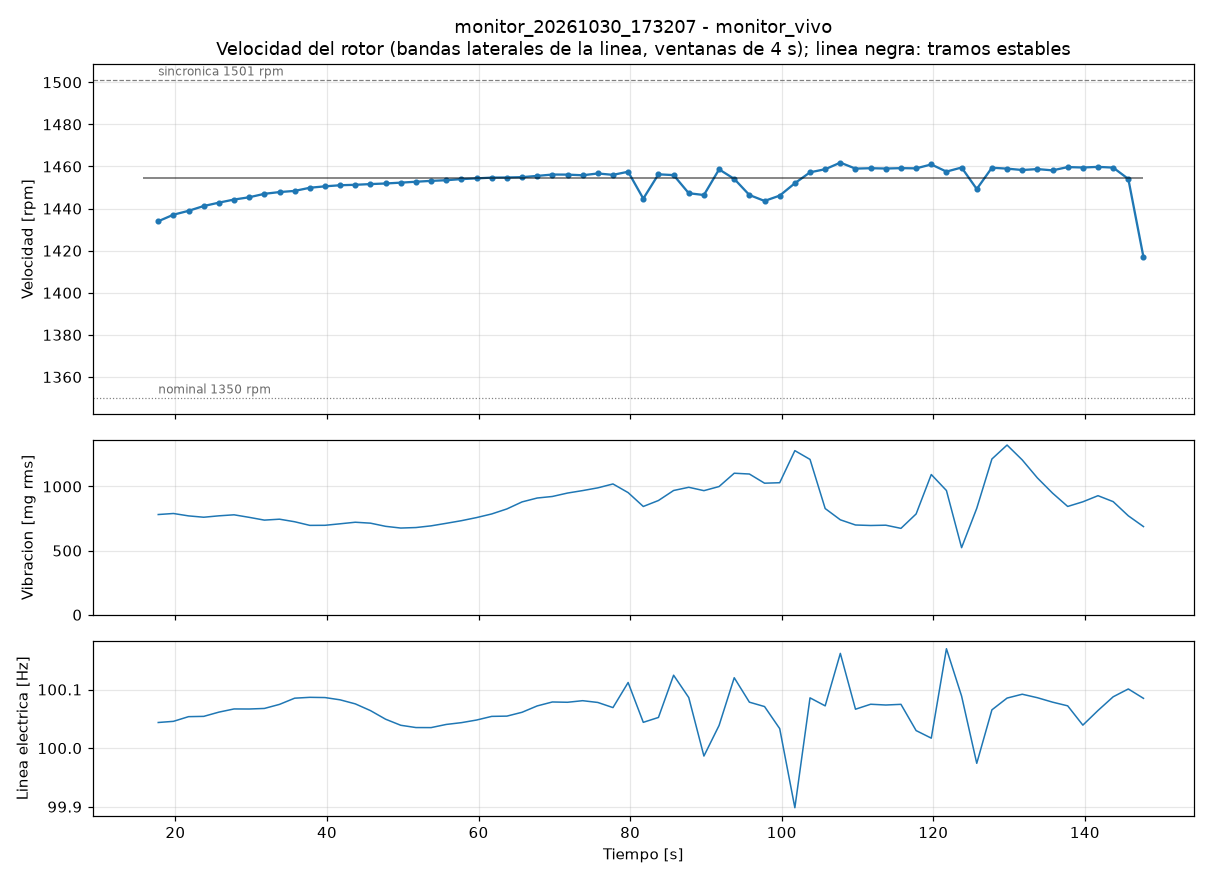 monitor_20261030_173207 - monitor_vivo
Velocidad del rotor (bandas laterales de la linea, ventanas de 4 s); linea negra: tramos estables
Velocidad [rpm]
1500
1480
1460
1440
1420
1400
1380
1360
sincronica 1501 rpm
nominal 1350 rpm
Vibracion [mg rms]
1000
500
0
Linea electrica [Hz]
100.1
100.0
99.9
20
40
60
80
100
120
140
Tiempo [s]